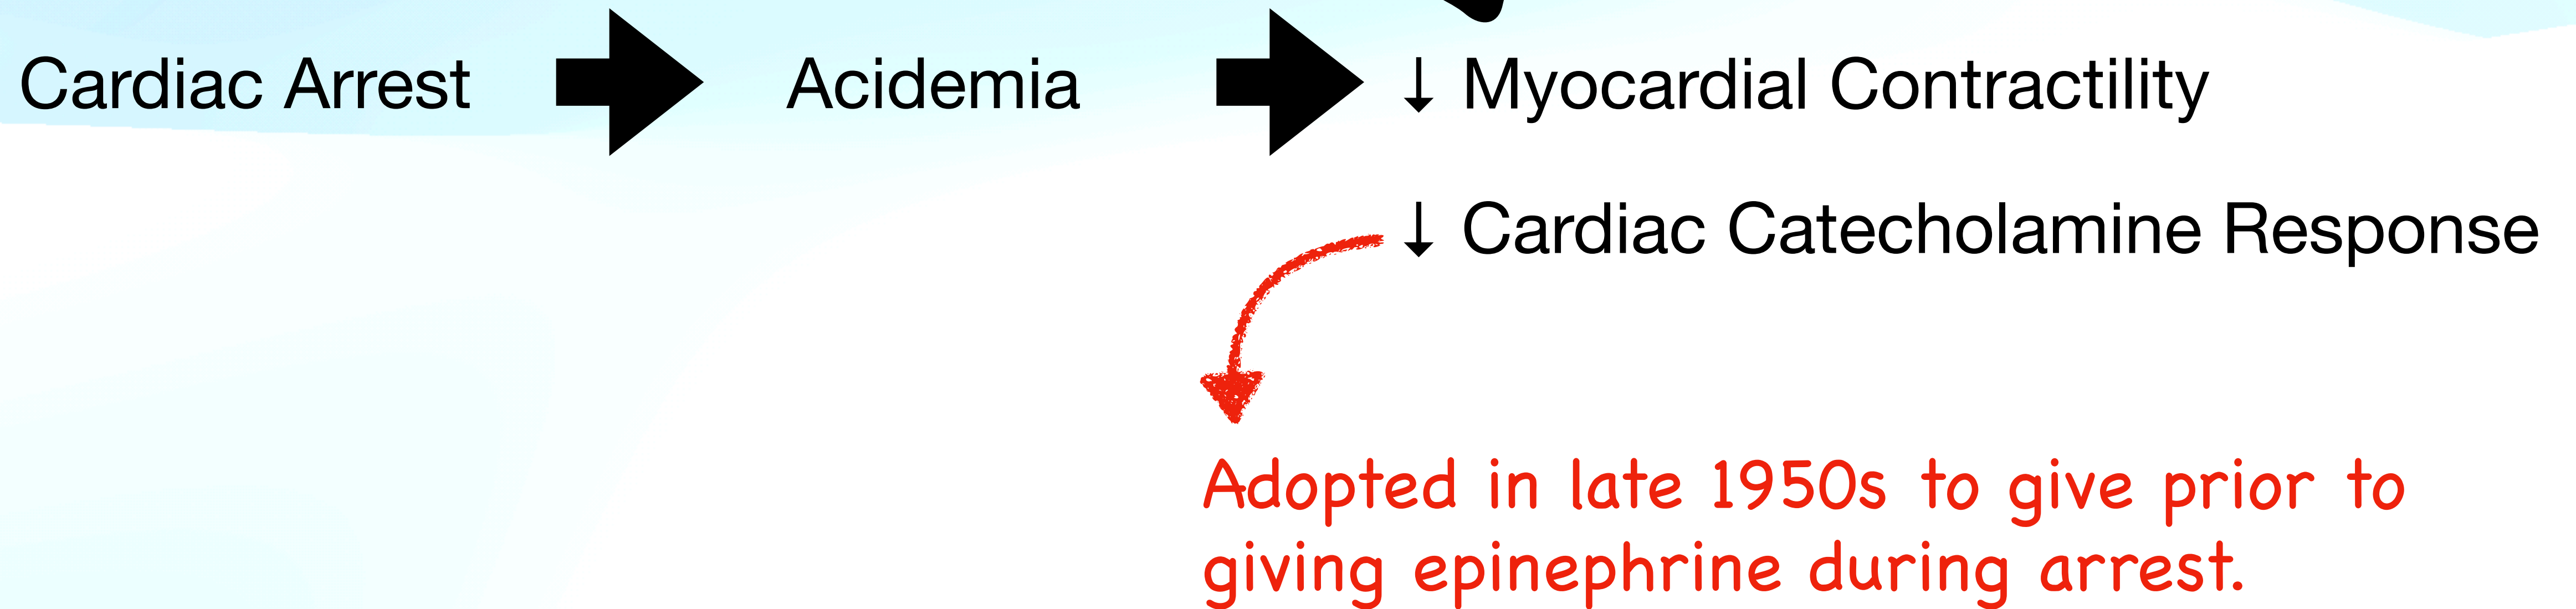 Cardiac Arrest Acidemia ↓ Myocardial Contractility
↓ Cardiac Catecholamine Response
Adopted in late 1950s to give prior to
giving epinephrine during arrest.